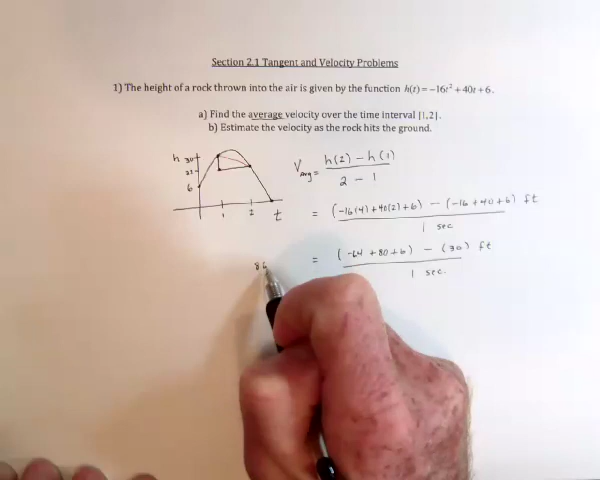 Section 2.1 Tangent and Velocity Problems
1) The height of a rock thrown into the air is given by the function h(t) = −16t² + 40t + 6.
a) Find the average velocity over the time interval [1,2].
b) Estimate the velocity as the rock hits the ground.
h 30
22
6
1 2 t
V avg = h(2) − h(1)
2 − 1
= (−16(4) + 40(2) + 6) − (−16 + 40 + 6) ft
1 sec
= (−64 + 80 + 6) − (30) ft
1 sec.
86